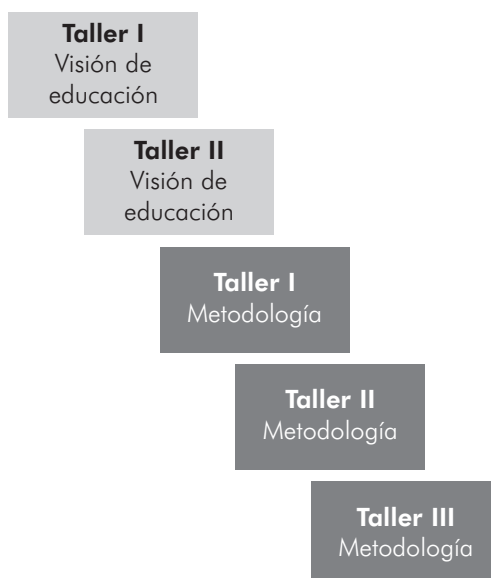 Taller I
Visión de
educación
Taller II
Visión de
educación
Taller I
Metodología
Taller II
Metodología
Taller III
Metodología